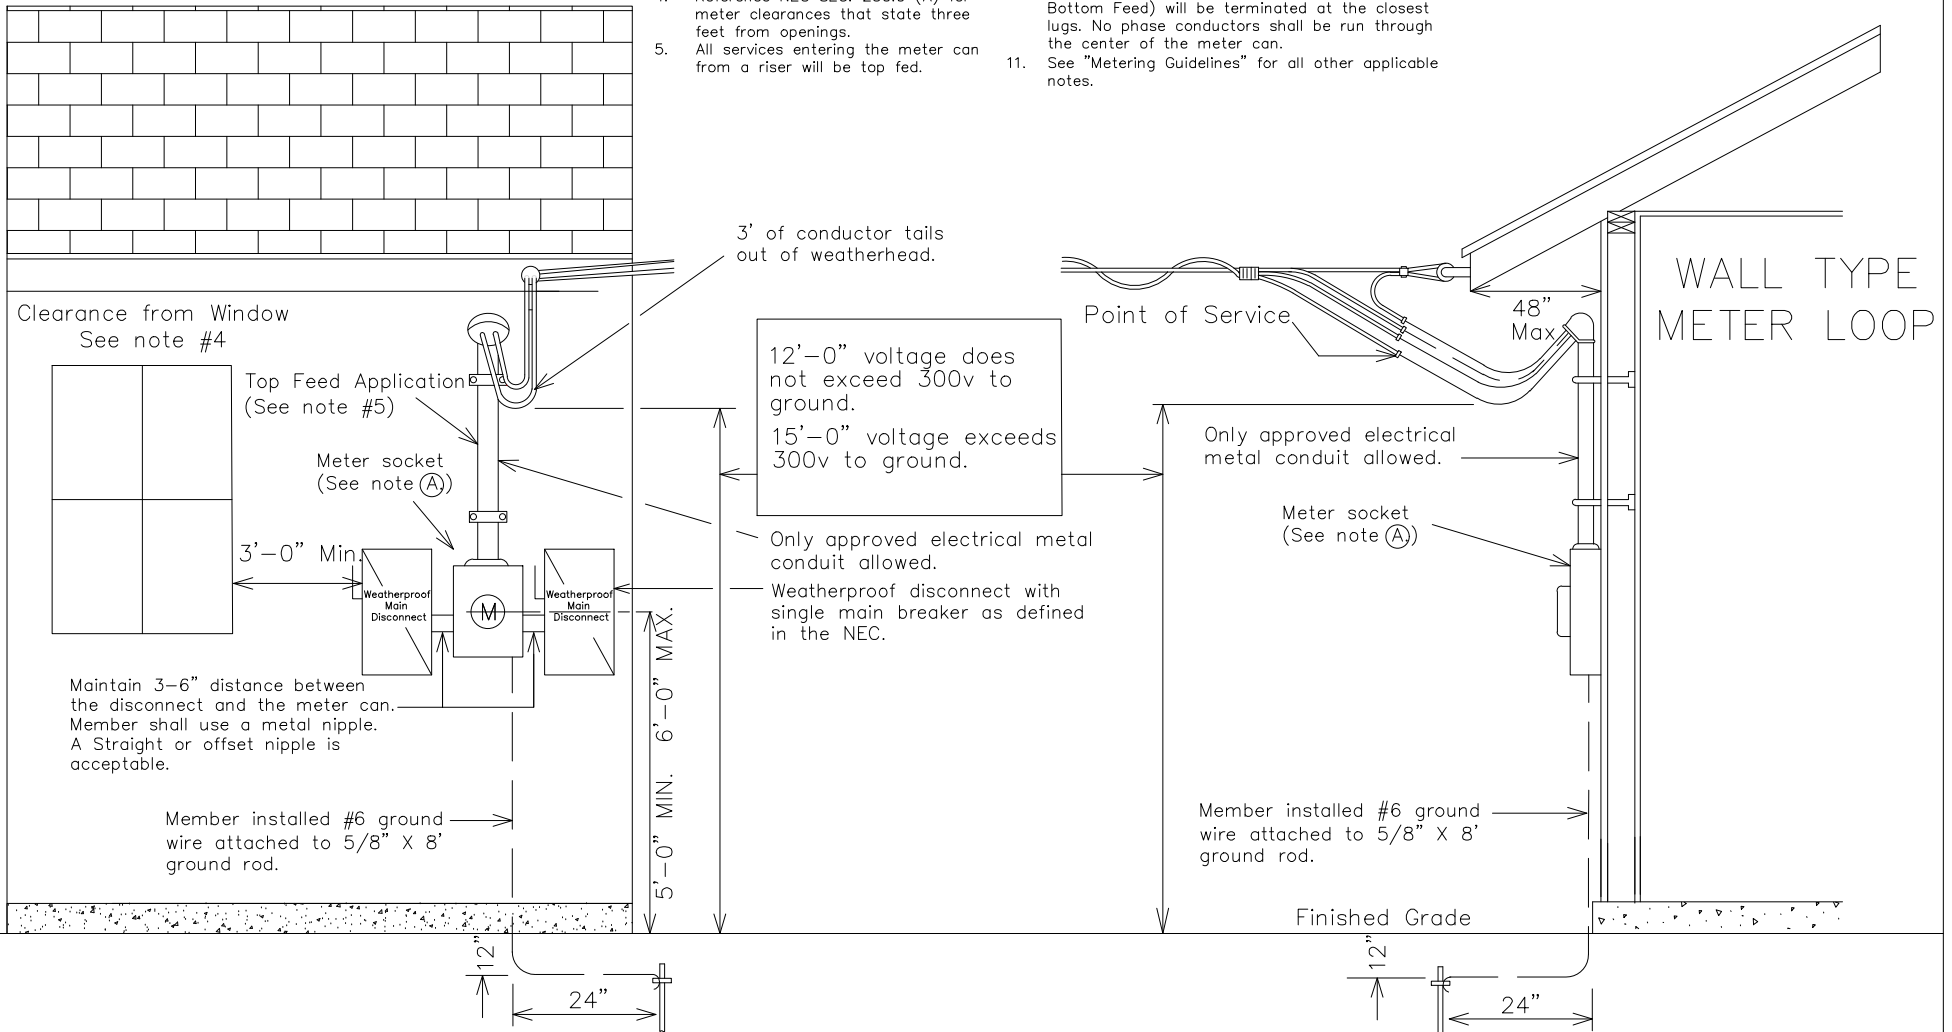 meter clearances that state three
feet from openings.
5. All services entering the meter can
from a riser will be top fed.
Bottom Feed) will be terminated at the closest
lugs. No phase conductors shall be run through
the center of the meter can.
11. See "Metering Guidelines" for all other applicable
notes.
3' of conductor tails
out of weatherhead.
Clearance from Window
See note #4
Top Feed Application
(See note #5)
Meter socket
(See note A.)
3'-0" Min.
Weatherproof
Main
Disconnect
M
Weatherproof
Main
Disconnect
Maintain 3-6" distance between
the disconnect and the meter can.
Member shall use a metal nipple.
A Straight or offset nipple is
acceptable.
Member installed #6 ground
wire attached to 5/8" X 8'
ground rod.
5'-0" MIN. 6'-0" MAX.
12"
24"
12'-0" voltage does
not exceed 300v to
ground.
15'-0" voltage exceeds
300v to ground.
Only approved electrical metal
conduit allowed.
Weatherproof disconnect with
single main breaker as defined
in the NEC.
Point of Service
48"
Max
WALL TYPE
METER LOOP
Only approved electrical
metal conduit allowed.
Meter socket
(See note A.)
Member installed #6 ground
wire attached to 5/8" X 8'
ground rod.
Finished Grade
12"
24"